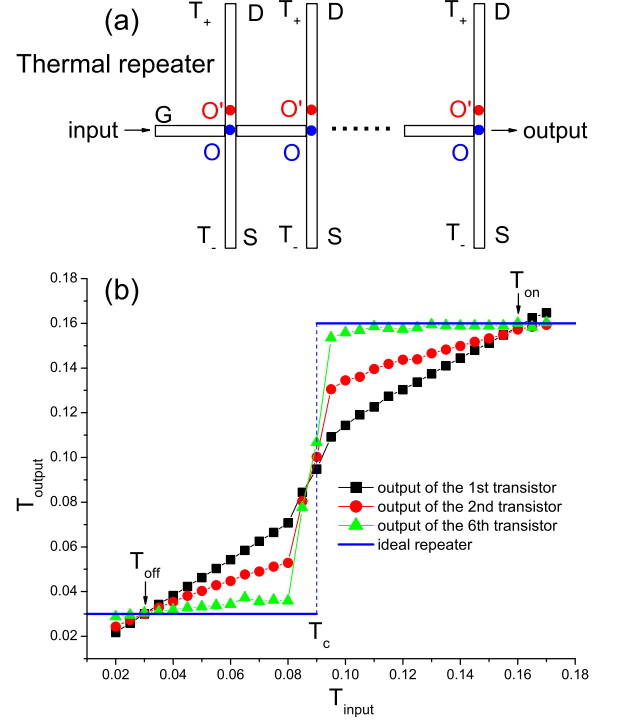 (a)
T+ D T+ D T+ D
Thermal repeater
G O' O' O'
input output
O O O
T- S T- S T- S
(b)
Ton
0.18
0.16
0.14
0.12
0.10
0.08
0.06
0.04
0.02
Toutput
output of the 1st transistor
output of the 2nd transistor
output of the 6th transistor
ideal repeater
Toff
Tc
0.02 0.04 0.06 0.08 0.10 0.12 0.14 0.16 0.18
Tinput